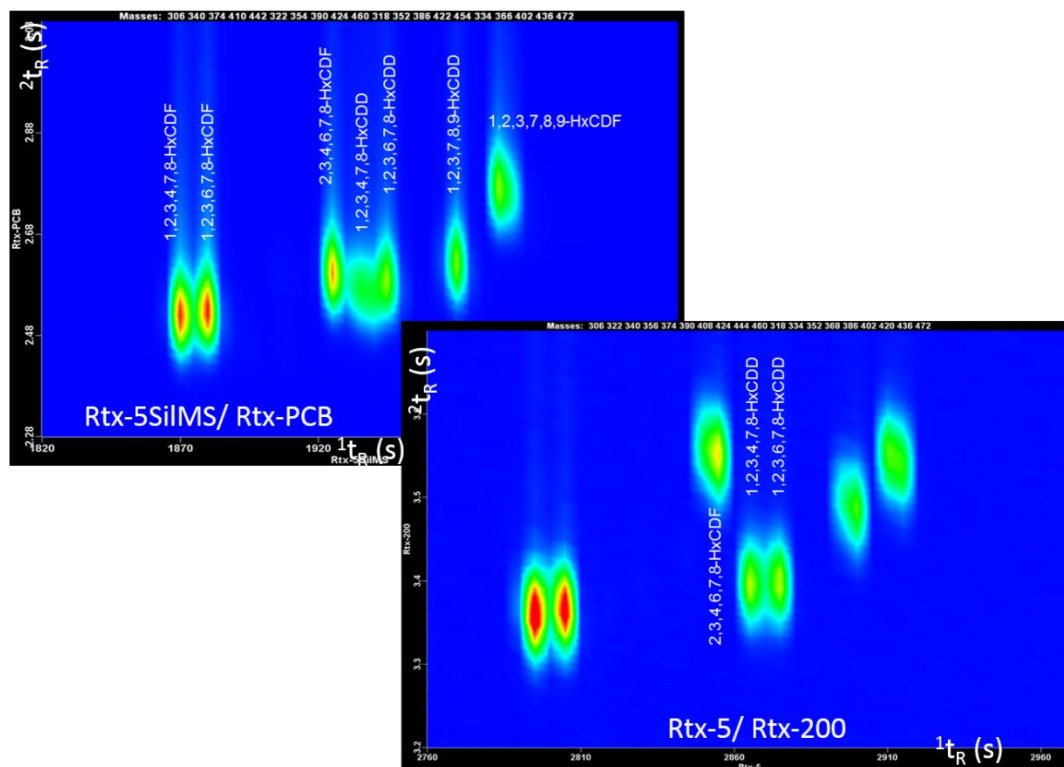 Masses: 306 340 374 410 442 322 354 390 424 460 318 352 386 422 454 334 366 402 436 472
²tR (s)
1,2,3,4,7,8-HxCDF
1,2,3,6,7,8-HxCDF
2,3,4,6,7,8-HxCDF
1,2,3,4,7,8-HxCDD
1,2,3,6,7,8-HxCDD
1,2,3,7,8,9-HxCDD
1,2,3,7,8,9-HxCDF
2.88
2.68
2.48
2.28
Rtx-PCB
Rtx-5SilMS/ Rtx-PCB
¹tR (s)
1820
1870
1920
Rtx-5SilMS
Masses: 306 322 340 356 374 390 408 424 444 460 318 334 352 368 386 402 420 436 472
²tR (s)
2,3,4,6,7,8-HxCDF
1,2,3,4,7,8-HxCDD
1,2,3,6,7,8-HxCDD
3.5
3.4
3.3
3.2
Rtx-200
Rtx-5/ Rtx-200
¹tR (s)
2760
2810
2860
2910
2960